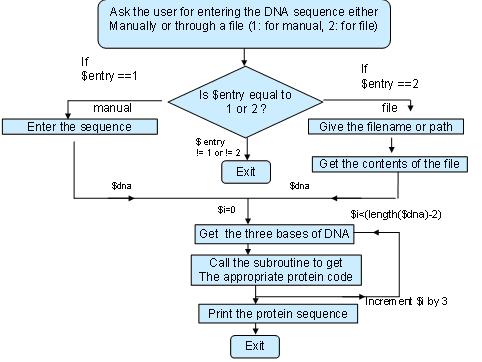 Ask the user for entering the DNA sequence either
Manually or through a file (1: for manual, 2: for file)
If
$entry ==1
If
$entry ==2
Is $entry equal to
1 or 2 ?
manual
file
Enter the sequence
Give the filename or path
$ entry
!= 1 or != 2
Exit
Get the contents of the file
$dna
$dna
$i=0
$i<(length($dna)-2)
Get the three bases of DNA
Call the subroutine to get
The appropriate protein code
Increment $i by 3
Print the protein sequence
Exit